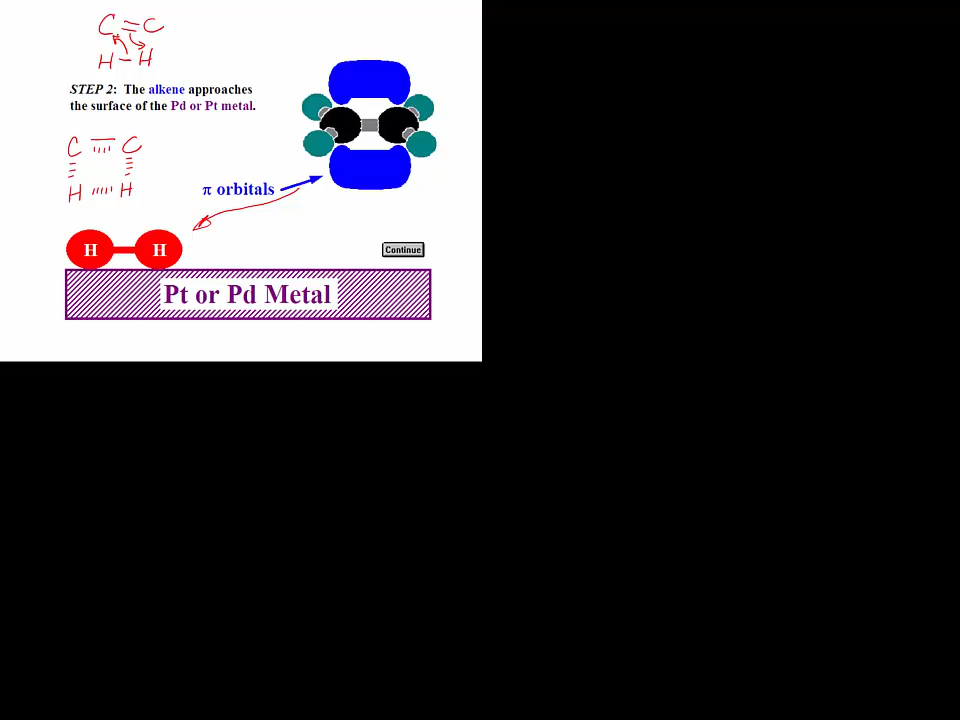 C=C
H-H
STEP 2: The alkene approaches
the surface of the Pd or Pt metal.
C C
H H
π orbitals
H H
Continue
Pt or Pd Metal